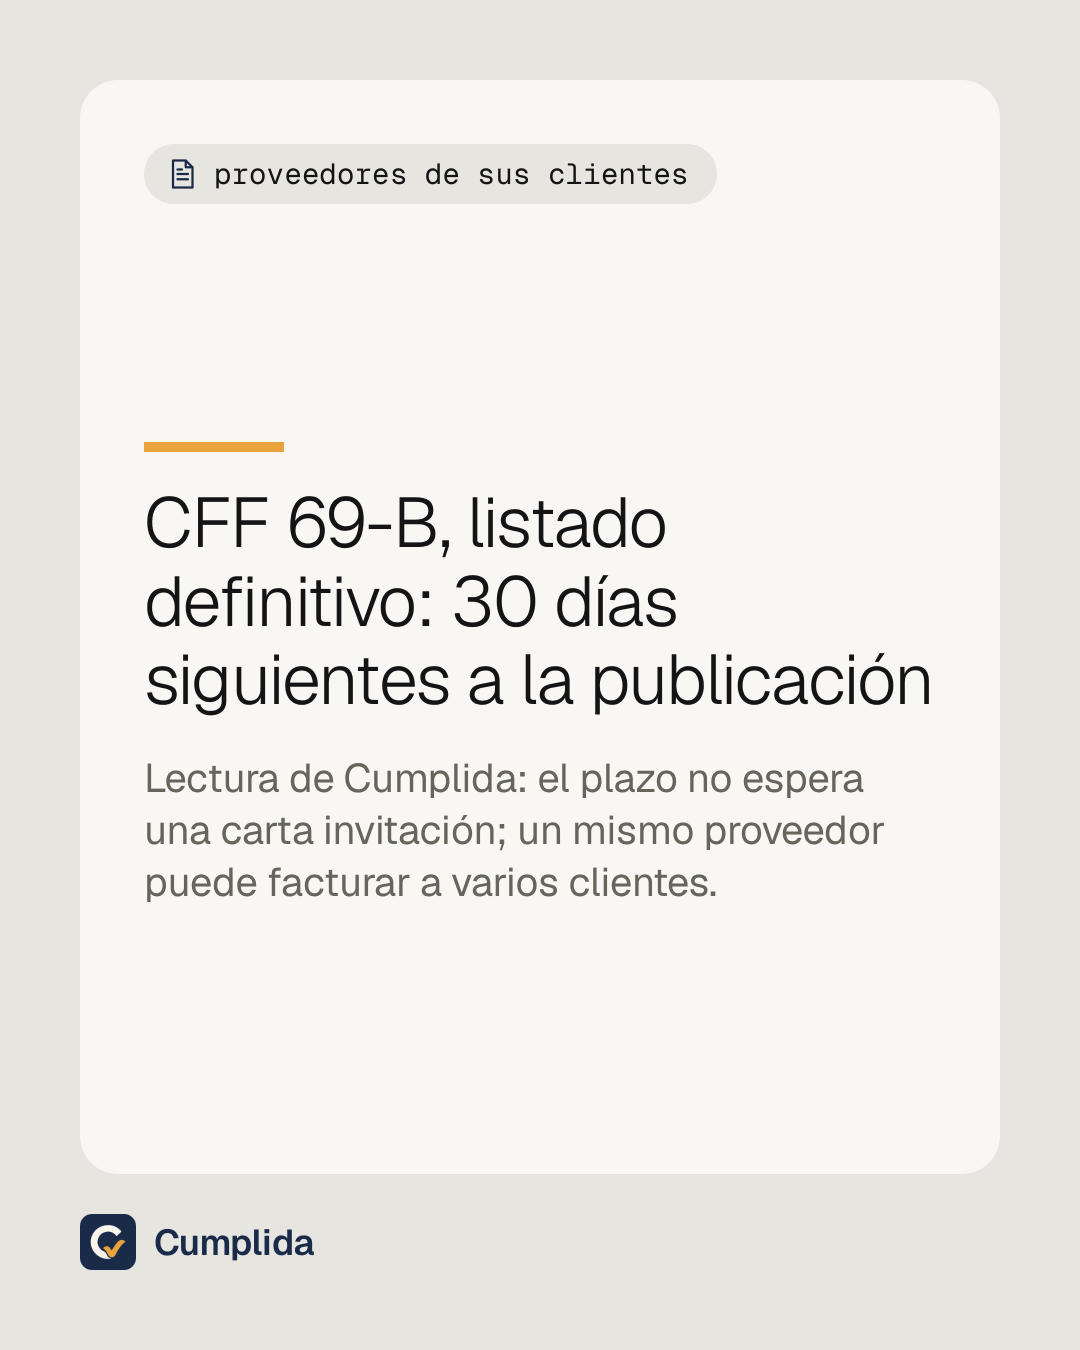 proveedores de sus clientes
CFF 69-B, listado
definitivo: 30 días
siguientes a la publicación
Lectura de Cumplida: el plazo no espera
una carta invitación; un mismo proveedor
puede facturar a varios clientes.
Cumplida